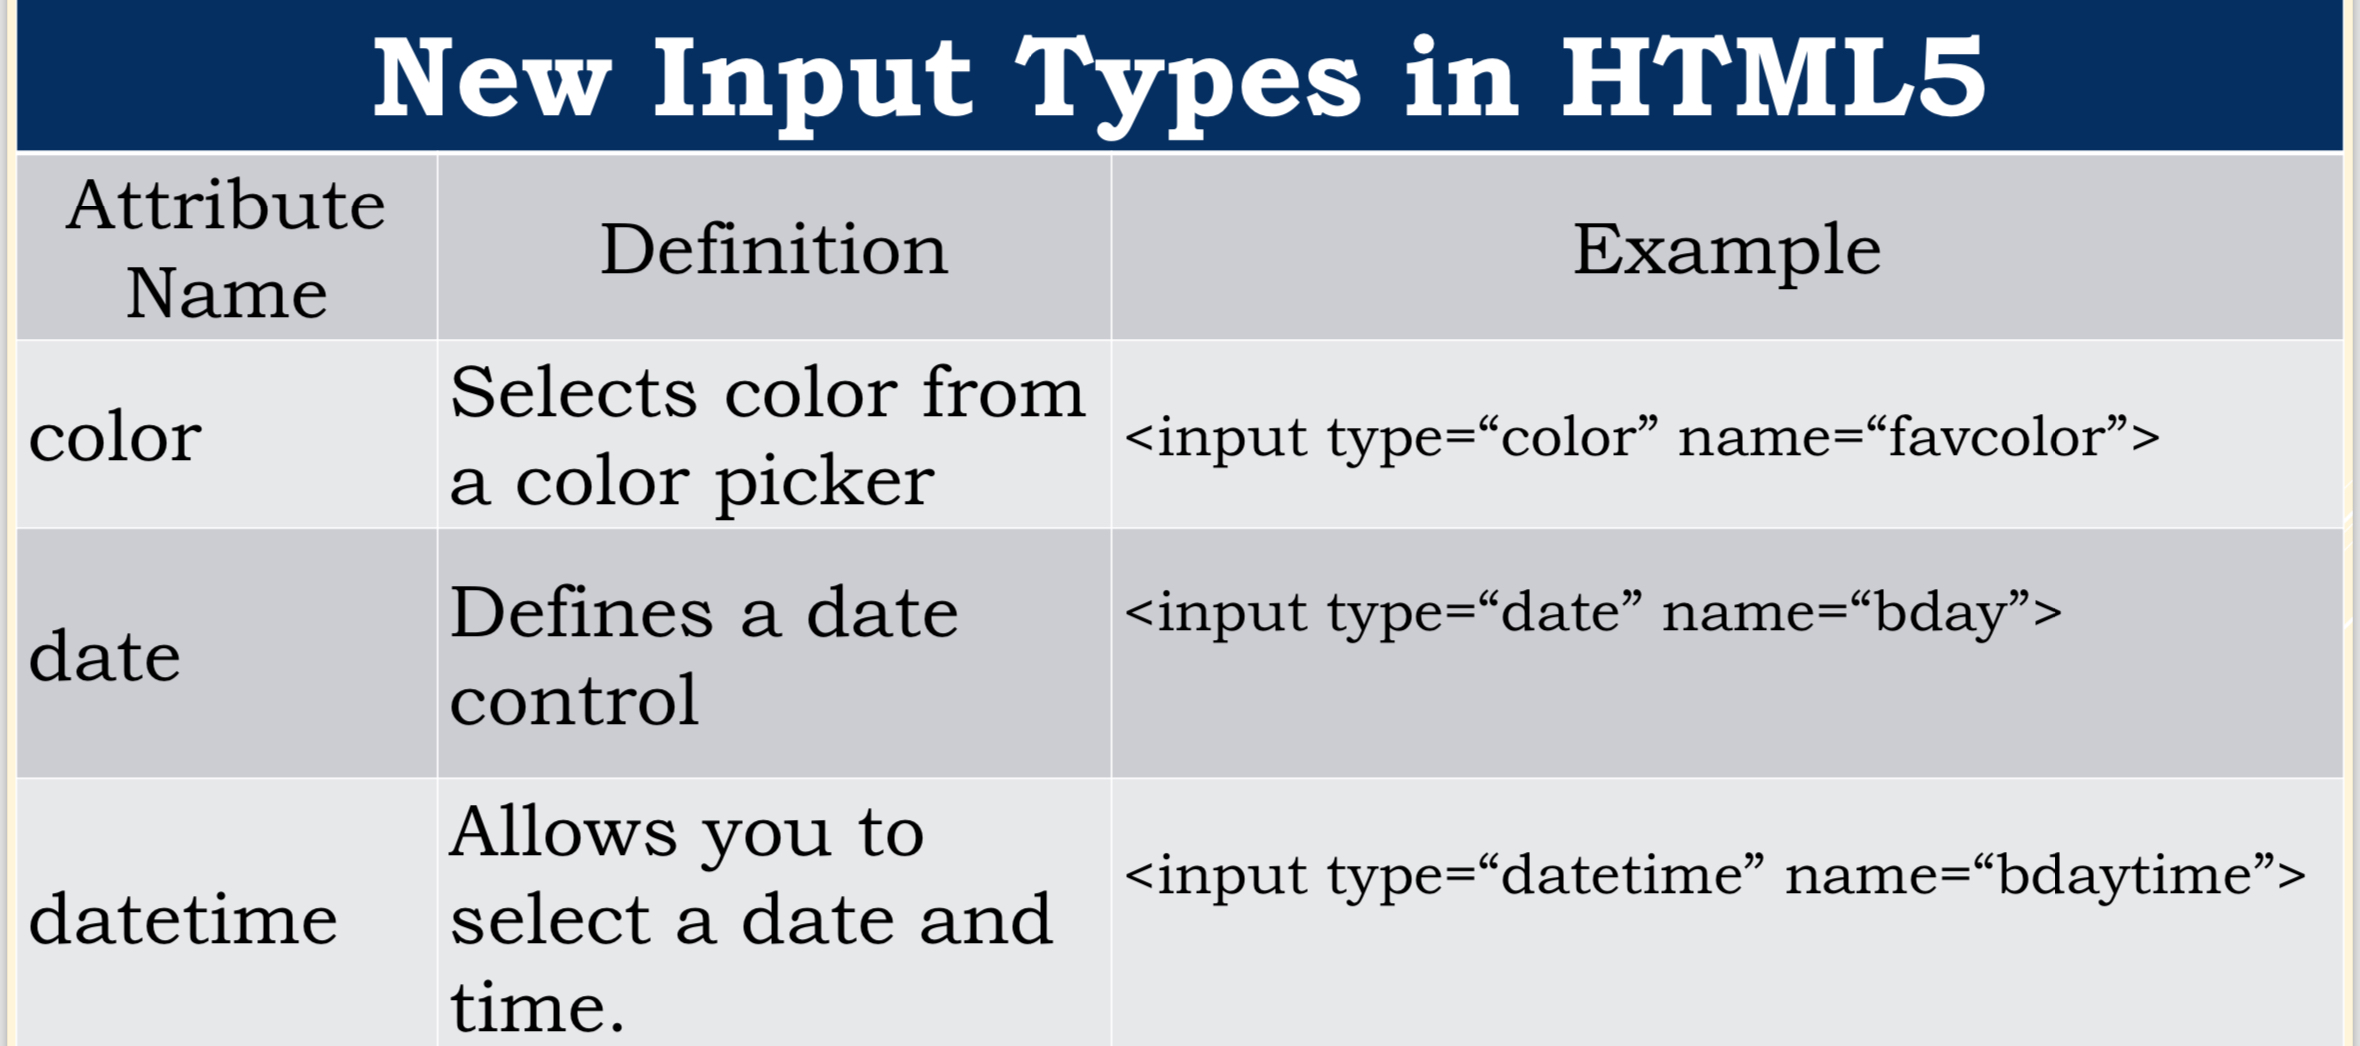 New Input Types in HTML5
Attribute
Name
Definition
Example
color
Selects color from
a color picker
<input type=“color” name=“favcolor”>
date
Defines a date
control
<input type=“date” name=“bday”>
datetime
Allows you to
select a date and
time.
<input type=“datetime” name=“bdaytime”>